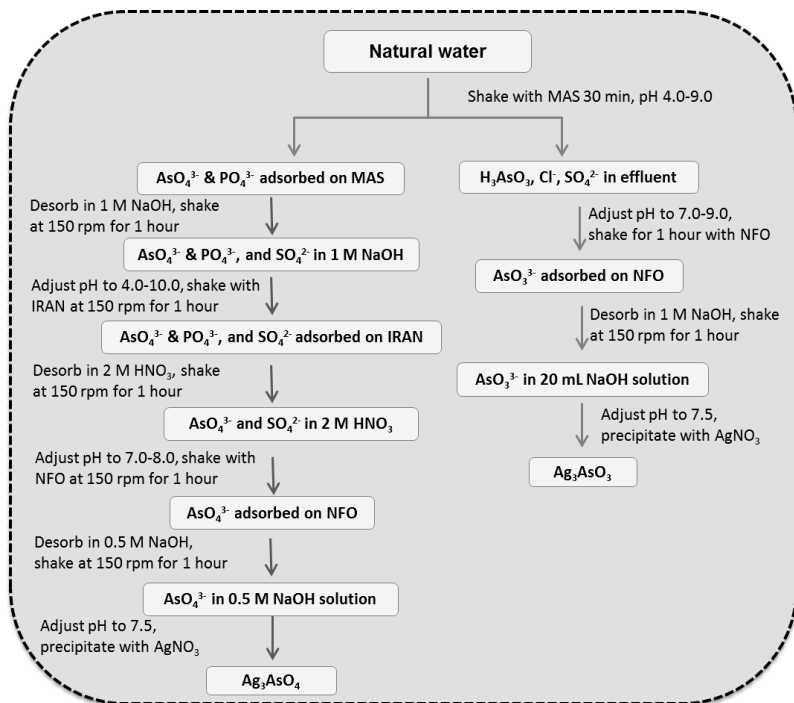 Natural water
Shake with MAS 30 min, pH 4.0-9.0
AsO₄³⁻ & PO₄³⁻ adsorbed on MAS
Desorb in 1 M NaOH, shake
at 150 rpm for 1 hour
AsO₄³⁻ & PO₄³⁻, and SO₄²⁻ in 1 M NaOH
Adjust pH to 4.0-10.0, shake with
IRAN at 150 rpm for 1 hour
AsO₄³⁻ & PO₄³⁻, and SO₄²⁻ adsorbed on IRAN
Desorb in 2 M HNO₃, shake
at 150 rpm for 1 hour
AsO₄³⁻ and SO₄²⁻ in 2 M HNO₃
Adjust pH to 7.0-8.0, shake with
NFO at 150 rpm for 1 hour
AsO₄³⁻ adsorbed on NFO
Desorb in 0.5 M NaOH,
shake at 150 rpm for 1 hour
AsO₄³⁻ in 0.5 M NaOH solution
Adjust pH to 7.5,
precipitate with AgNO₃
Ag₃AsO₄
H₃AsO₃, Cl⁻, SO₄²⁻ in effluent
Adjust pH to 7.0-9.0,
shake for 1 hour with NFO
AsO₃³⁻ adsorbed on NFO
Desorb in 1 M NaOH, shake
at 150 rpm for 1 hour
AsO₃³⁻ in 20 mL NaOH solution
Adjust pH to 7.5,
precipitate with AgNO₃
Ag₃AsO₃